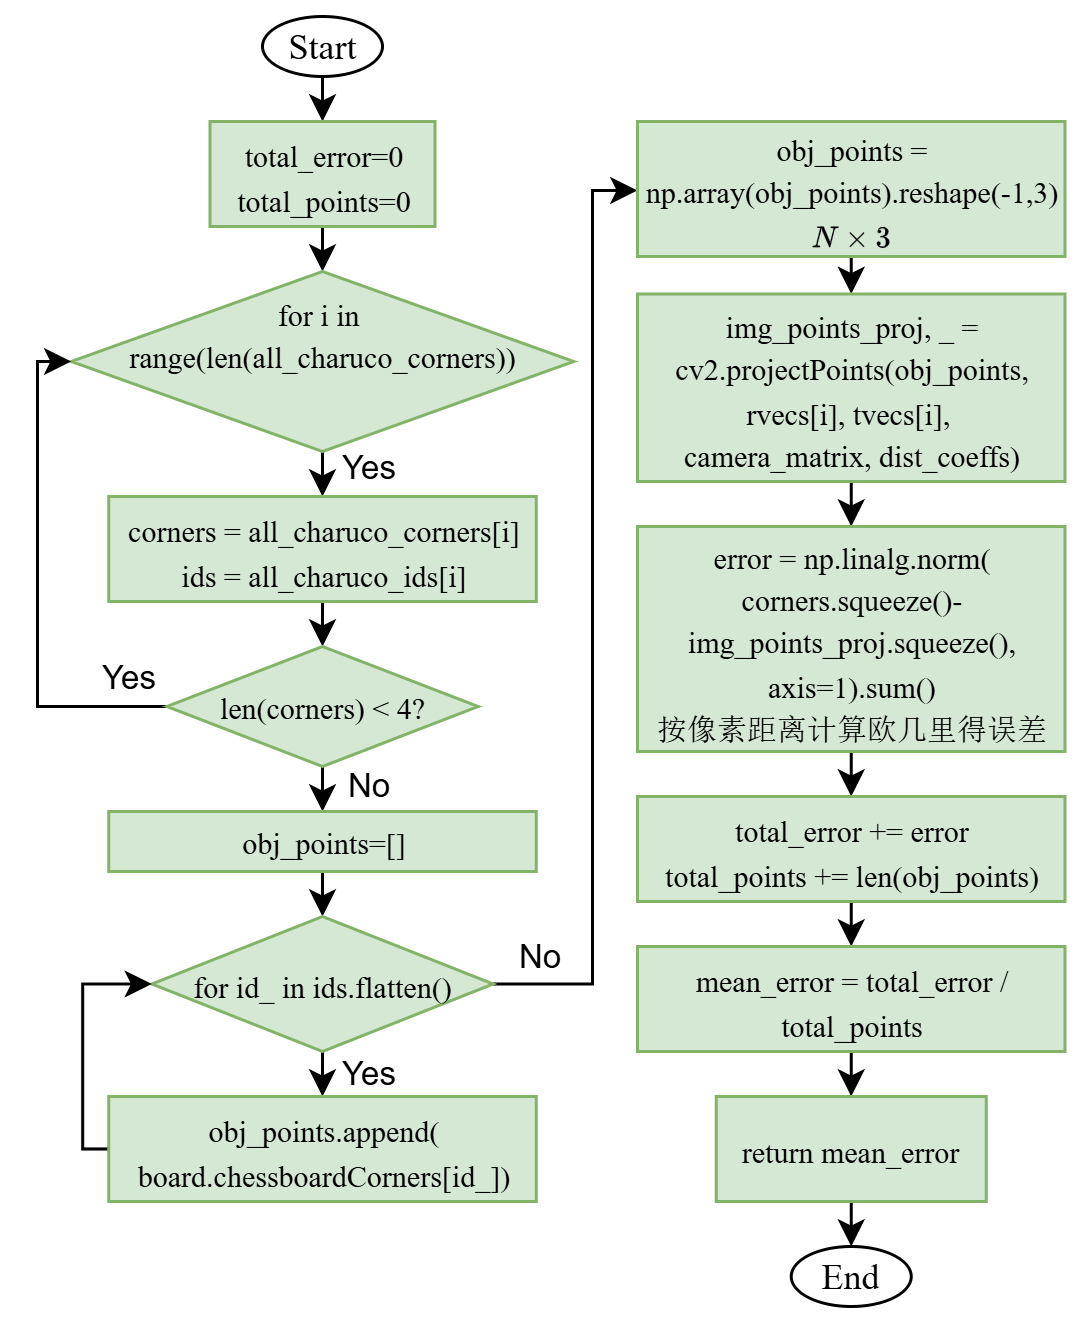 Start
total_error=0
total_points=0
for i in
range(len(all_charuco_corners))
Yes
corners = all_charuco_corners[i]
ids = all_charuco_ids[i]
Yes
len(corners) < 4?
No
obj_points=[]
for id_ in ids.flatten()
No
Yes
obj_points.append(
board.chessboardCorners[id_])
obj_points =
np.array(obj_points).reshape(-1,3)
N × 3
img_points_proj, _ =
cv2.projectPoints(obj_points,
rvecs[i], tvecs[i],
camera_matrix, dist_coeffs)
error = np.linalg.norm(
corners.squeeze()-
img_points_proj.squeeze(),
axis=1).sum()
按像素距离计算欧几里得误差
total_error += error
total_points += len(obj_points)
mean_error = total_error /
total_points
return mean_error
End